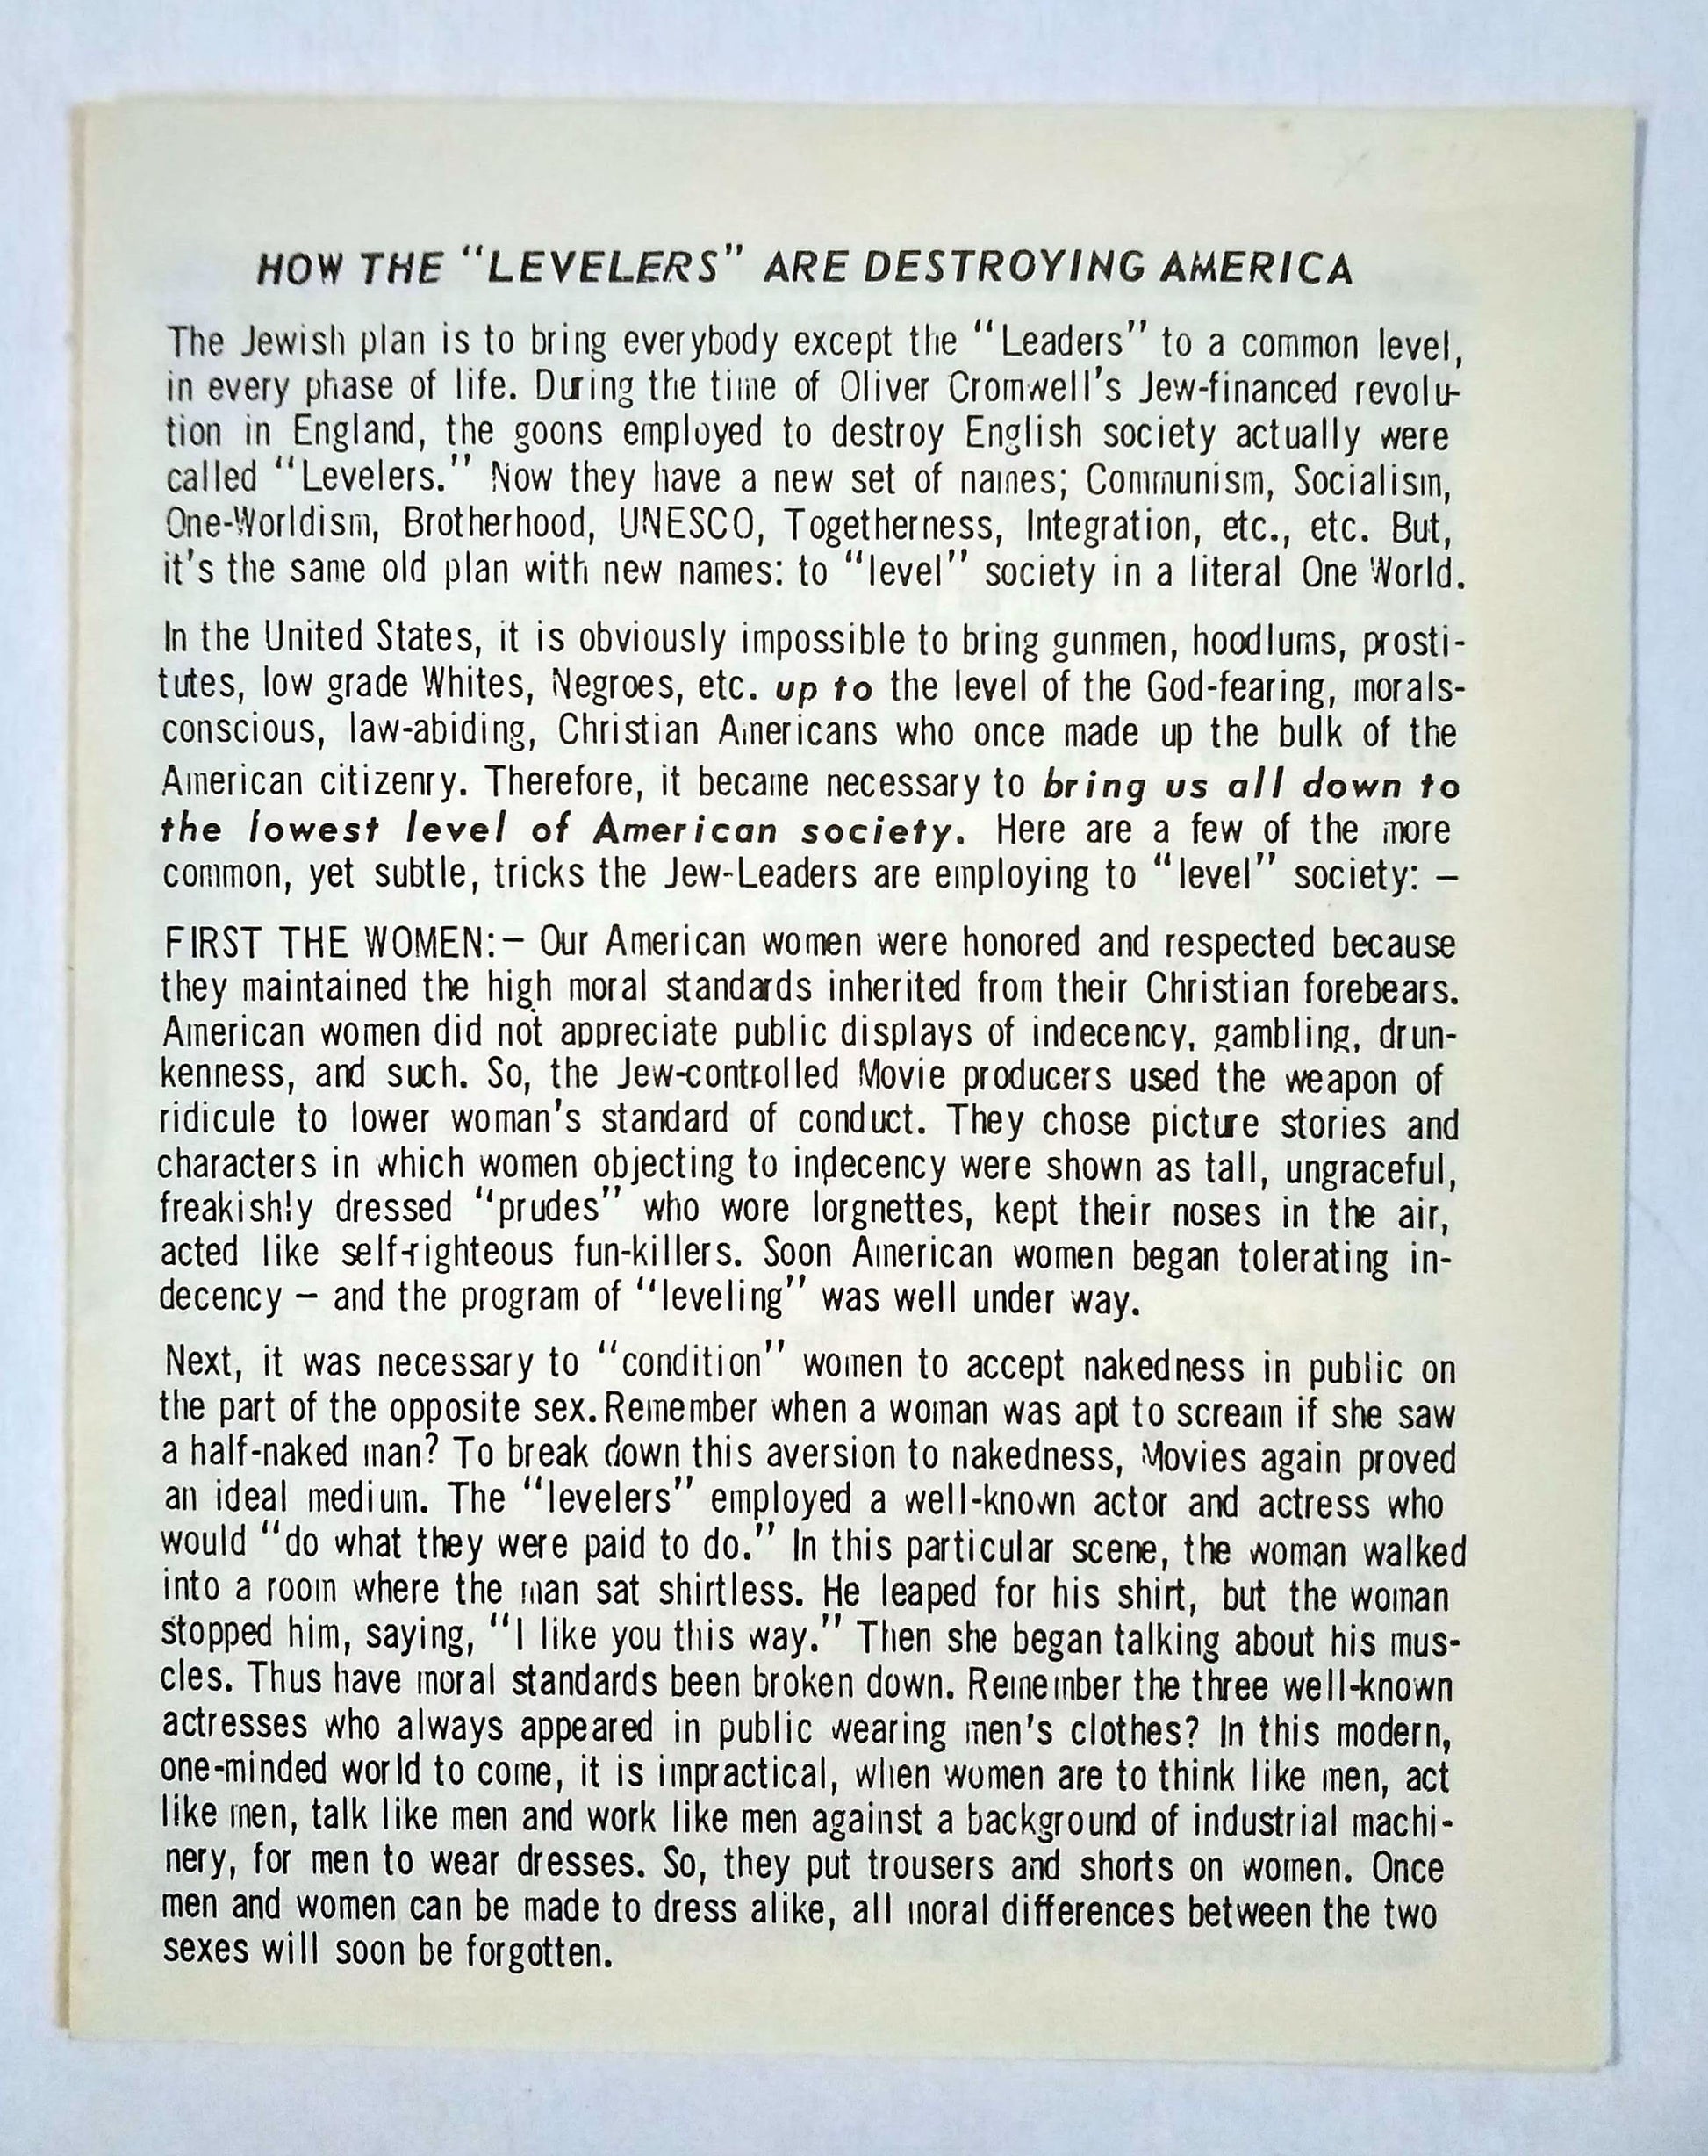 HOW THE “LEVELERS” ARE DESTROYING AMERICA
The Jewish plan is to bring everybody except the “Leaders” to a common level,
in every phase of life. During the time of Oliver Cromwell's Jew-financed revolu-
tion in England, the goons employed to destroy English society actually were
called “Levelers.” Now they have a new set of names; Communism, Socialism,
One-Worldism, Brotherhood, UNESCO, Togetherness, Integration, etc., etc. But,
it's the same old plan with new names: to “level” society in a literal One World.
In the United States, it is obviously impossible to bring gunmen, hoodlums, prosti-
tutes, low grade Whites, Negroes, etc. up to the level of the God-fearing, morals-
conscious, law-abiding, Christian Americans who once made up the bulk of the
American citizenry. Therefore, it became necessary to bring us all down to
the lowest level of American society. Here are a few of the more
common, yet subtle, tricks the Jew-Leaders are employing to “level” society: –
FIRST THE WOMEN:– Our American women were honored and respected because
they maintained the high moral standards inherited from their Christian forebears.
American women did not appreciate public displays of indecency, gambling, drun-
kenness, and such. So, the Jew-controlled Movie producers used the weapon of
ridicule to lower woman's standard of conduct. They chose picture stories and
characters in which women objecting to indecency were shown as tall, ungraceful,
freakishly dressed “prudes” who wore lorgnettes, kept their noses in the air,
acted like self-righteous fun-killers. Soon American women began tolerating in-
decency – and the program of “leveling” was well under way.
Next, it was necessary to “condition” women to accept nakedness in public on
the part of the opposite sex. Remember when a woman was apt to scream if she saw
a half-naked man? To break down this aversion to nakedness, Movies again proved
an ideal medium. The “levelers” employed a well-known actor and actress who
would “do what they were paid to do.” In this particular scene, the woman walked
into a room where the man sat shirtless. He leaped for his shirt, but the woman
stopped him, saying, “I like you this way.” Then she began talking about his mus-
cles. Thus have moral standards been broken down. Remember the three well-known
actresses who always appeared in public wearing men's clothes? In this modern,
one-minded world to come, it is impractical, when women are to think like men, act
like men, talk like men and work like men against a background of industrial machi-
nery, for men to wear dresses. So, they put trousers and shorts on women. Once
men and women can be made to dress alike, all moral differences between the two
sexes will soon be forgotten.